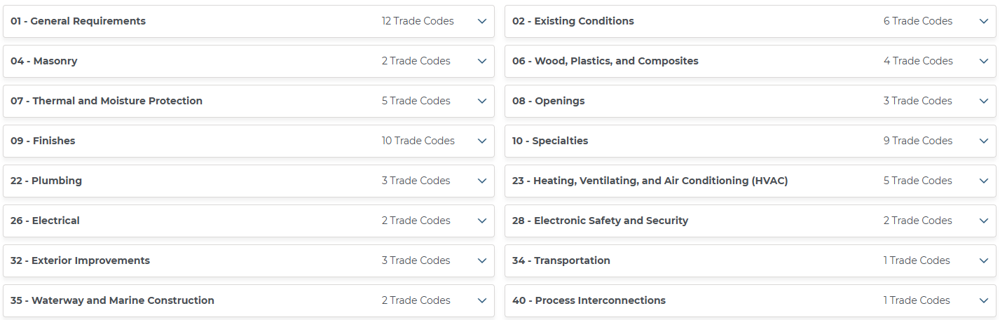 01 - General Requirements 12 Trade Codes
02 - Existing Conditions 6 Trade Codes
04 - Masonry 2 Trade Codes
06 - Wood, Plastics, and Composites 4 Trade Codes
07 - Thermal and Moisture Protection 5 Trade Codes
08 - Openings 3 Trade Codes
09 - Finishes 10 Trade Codes
10 - Specialties 9 Trade Codes
22 - Plumbing 3 Trade Codes
23 - Heating, Ventilating, and Air Conditioning (HVAC) 5 Trade Codes
26 - Electrical 2 Trade Codes
28 - Electronic Safety and Security 2 Trade Codes
32 - Exterior Improvements 3 Trade Codes
34 - Transportation 1 Trade Codes
35 - Waterway and Marine Construction 2 Trade Codes
40 - Process Interconnections 1 Trade Codes